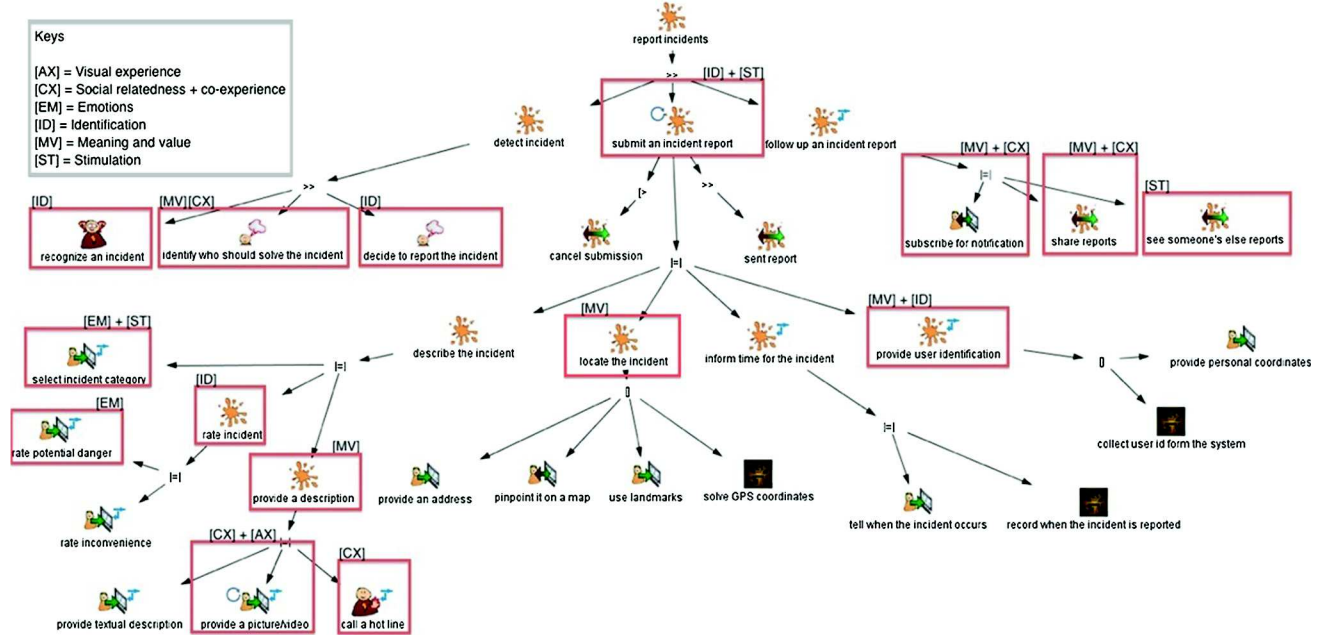 Keys
[AX] = Visual experience
[CX] = Social relatedness + co-experience
[EM] = Emotions
[ID] = Identification
[MV] = Meaning and value
[ST] = Stimulation
report incidents
>>
[ID] + [ST]
detect incident
submit an incident report
follow up an incident report
>>
[ID]
recognize an incident
[MV][CX]
identify who should solve the incident
[ID]
decide to report the incident
[>
>>
cancel submission
sent report
|=|
[MV] + [CX]
|=|
subscribe for notification
[MV] + [CX]
share reports
[ST]
see someone's else reports
describe the incident
[MV]
locate the incident
inform time for the incident
[MV] + [ID]
provide user identification
|=|
[EM] + [ST]
select incident category
[ID]
rate incident
[EM]
rate potential danger
|=|
rate inconvenience
[MV]
provide a description
[]
provide an address
pinpoint it on a map
use landmarks
solve GPS coordinates
|=|
tell when the incident occurs
record when the incident is reported
[]
provide personal coordinates
collect user id form the system
[CX] + [AX]
|=|
provide textual description
provide a picture/video
[CX]
call a hot line